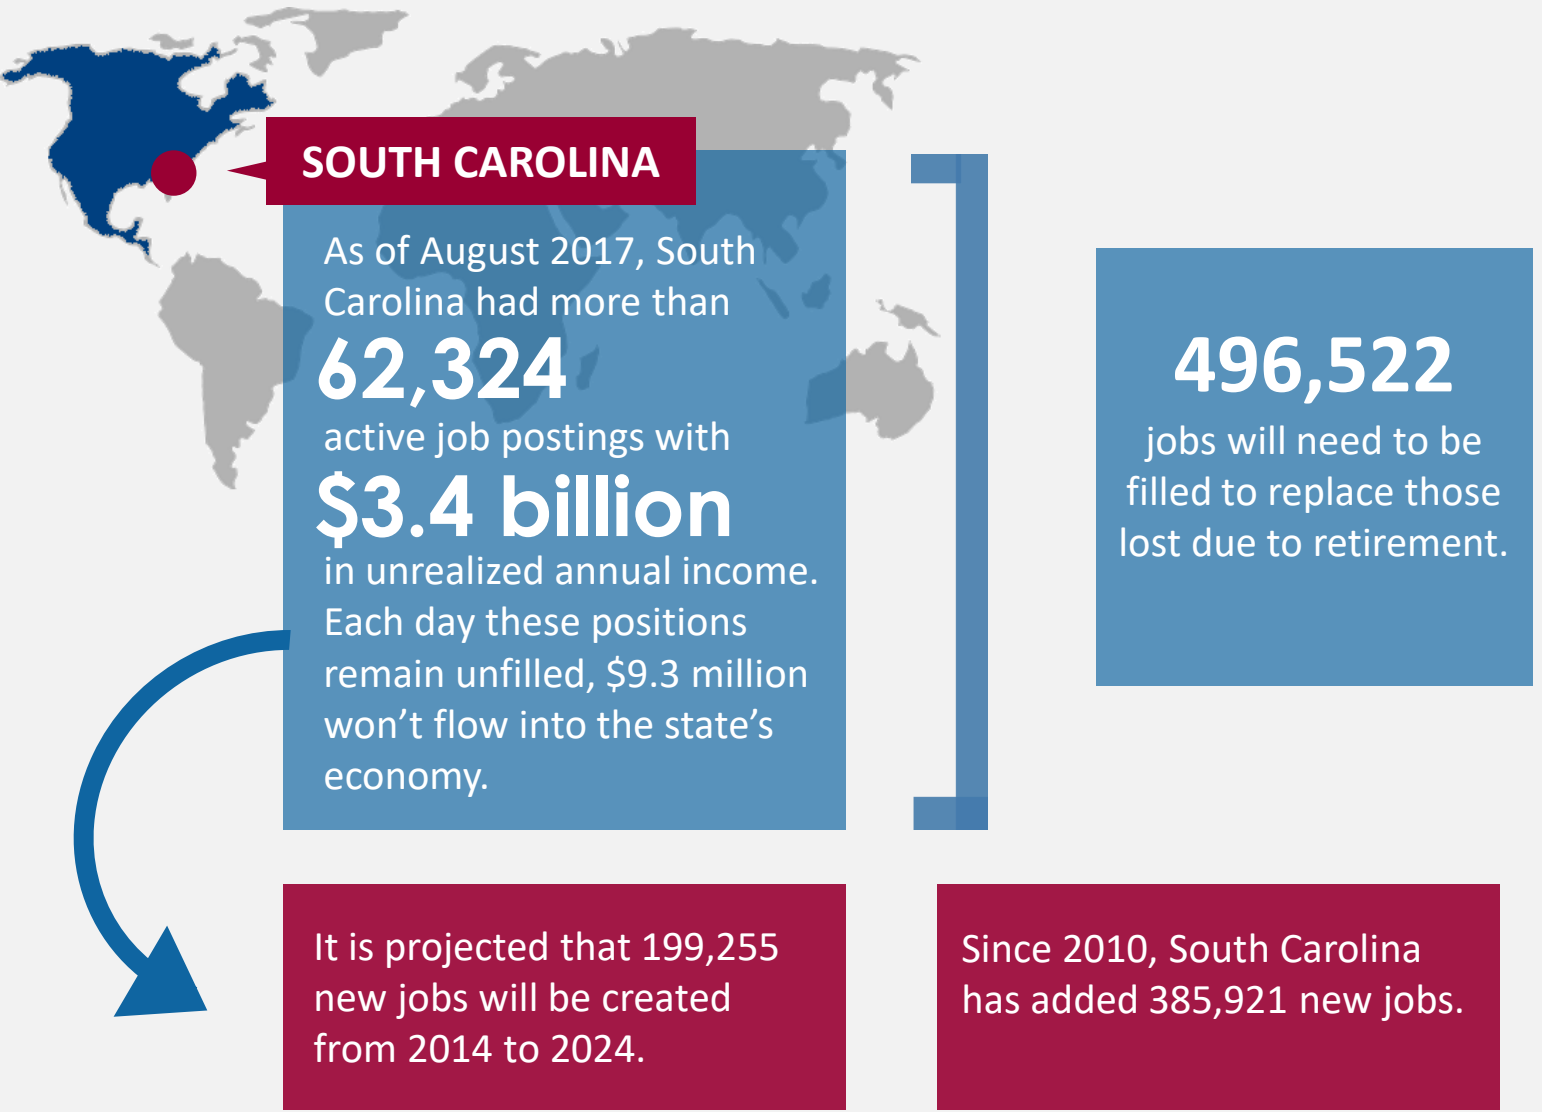 SOUTH CAROLINA
As of August 2017, South
Carolina had more than
62,324
active job postings with
$3.4 billion
in unrealized annual income.
Each day these positions
remain unfilled, $9.3 million
won’t flow into the state’s
economy.
496,522
jobs will need to be
filled to replace those
lost due to retirement.
It is projected that 199,255
new jobs will be created
from 2014 to 2024.
Since 2010, South Carolina
has added 385,921 new jobs.